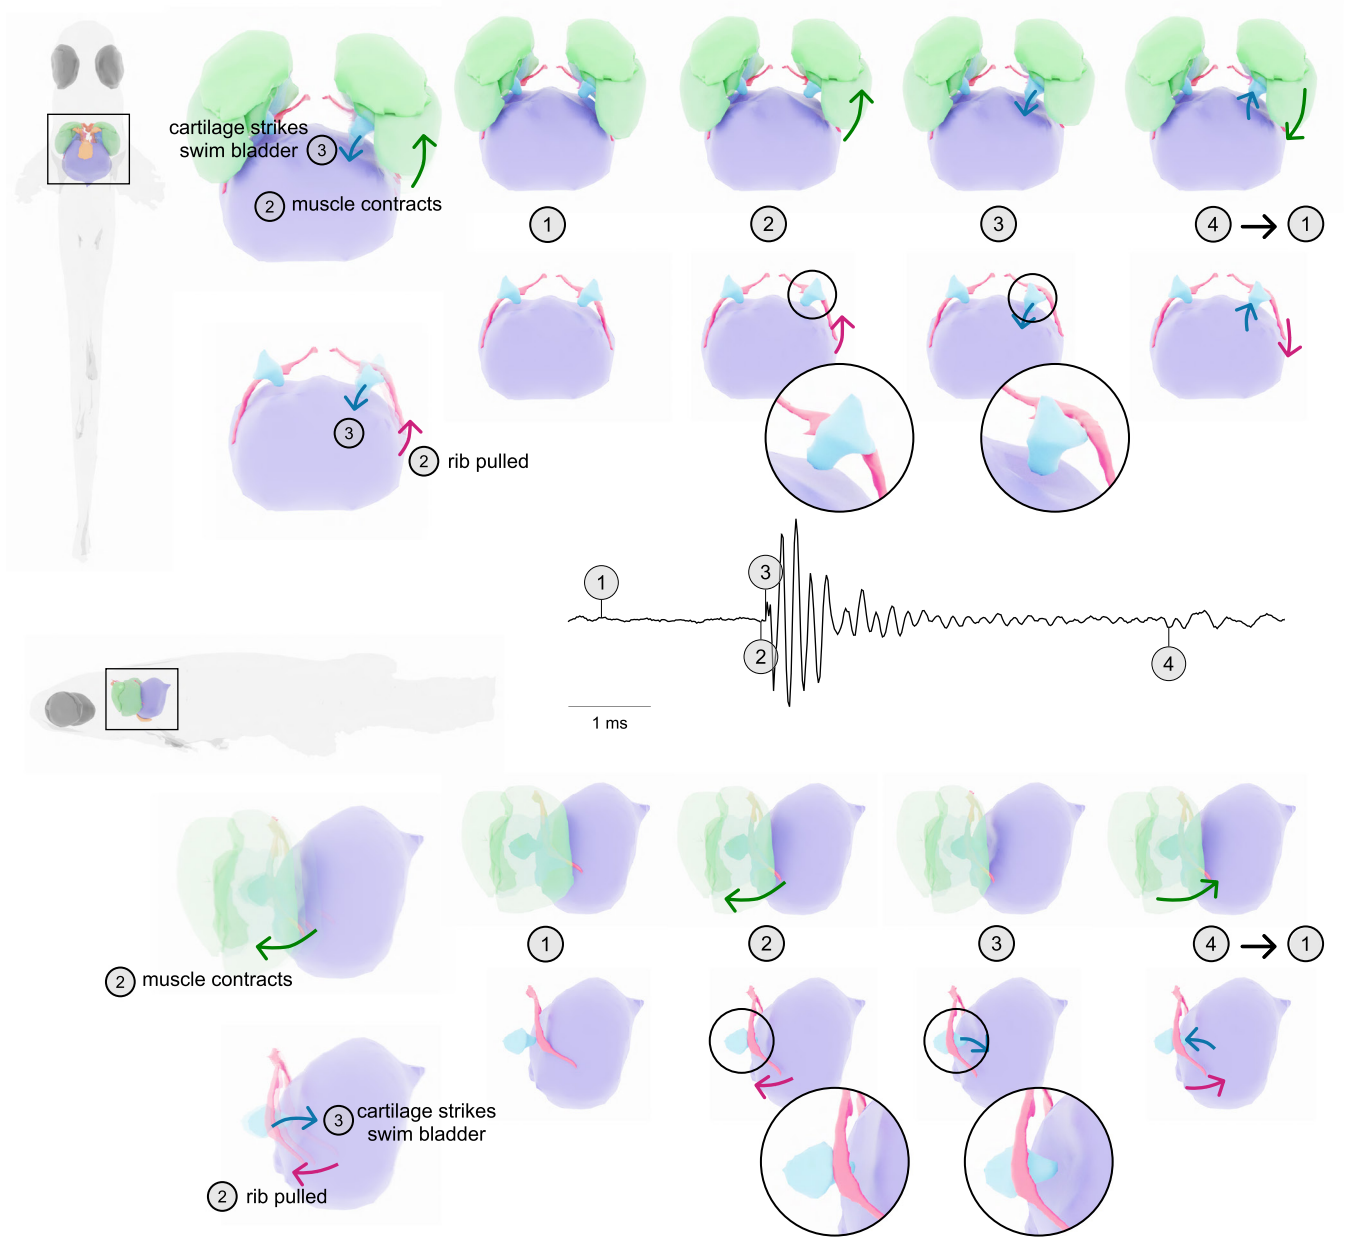 cartilage strikes
swim bladder 3
2 muscle contracts
1
2
3
4 → 1
3
2 rib pulled
1
3
2
4
1 ms
2 muscle contracts
1
2
3
4 → 1
3 cartilage strikes
swim bladder
2 rib pulled